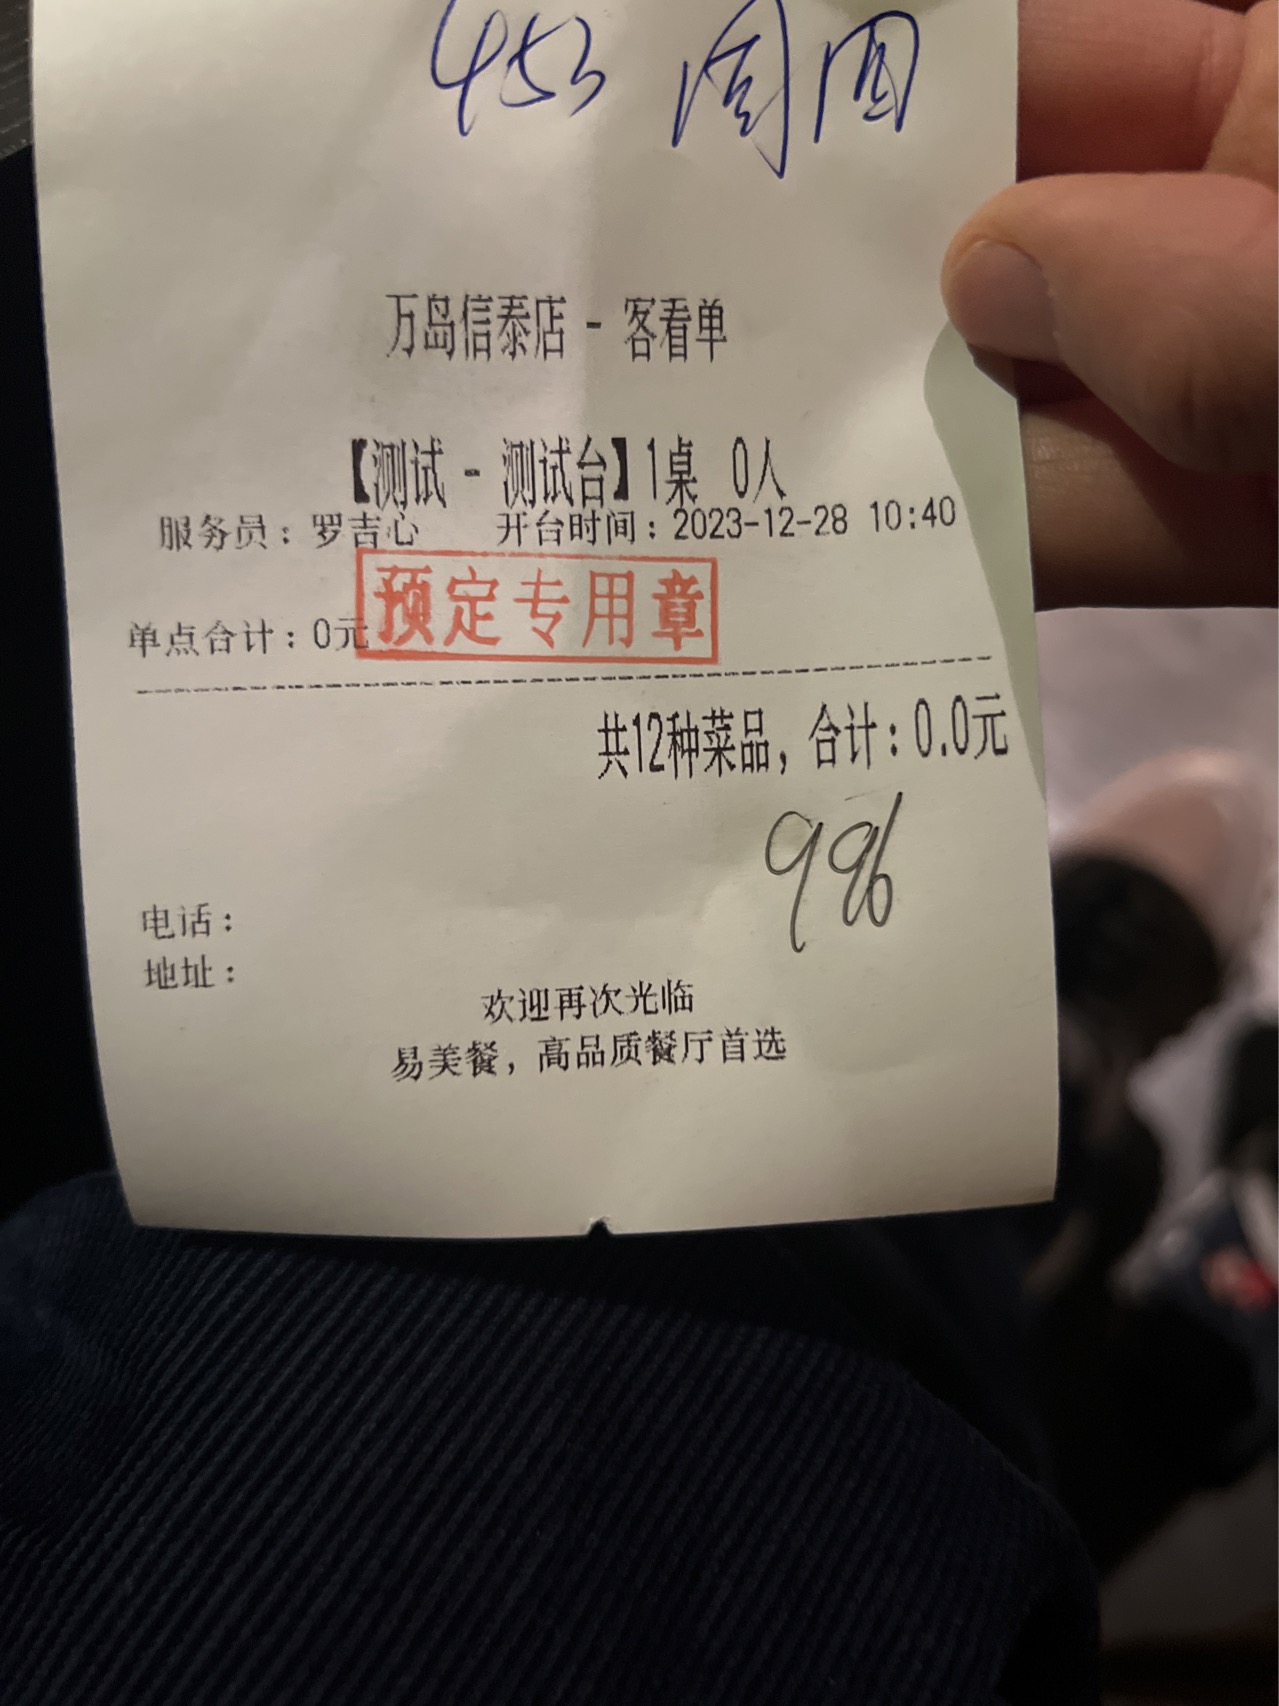 453 周圆
万岛信泰店 - 客看单
【测试 - 测试台】1桌 0人
服务员：罗吉心 开台时间：2023-12-28 10:40
预定专用章
单点合计：0元
共12种菜品，合计：0.0元
996
电话：
地址：
欢迎再次光临
易美餐，高品质餐厅首选